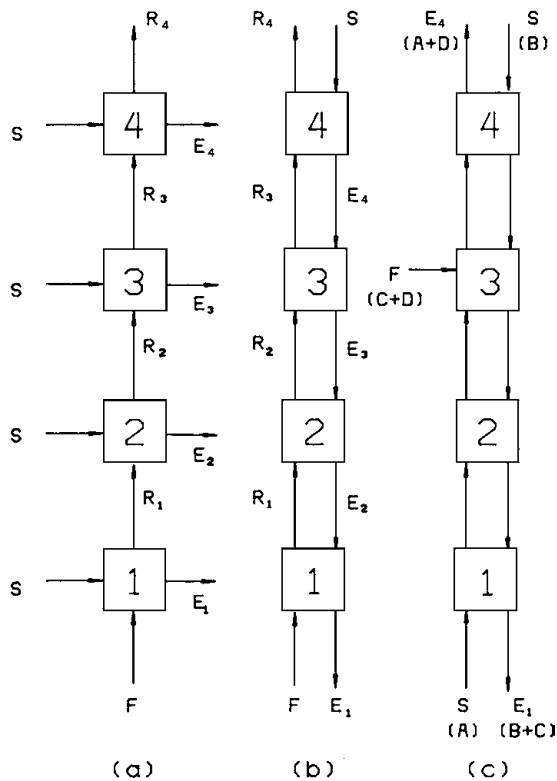 R4
4
S
E4
R3
3
S
E3
R2
2
S
E2
R1
1
S
E1
F
(a)
R4
S
4
R3
E4
3
R2
E3
2
R1
E2
1
F
E1
(b)
E4
(A+D)
S
(B)
4
F
(C+D)
3
2
1
S
(A)
E1
(B+C)
(c)